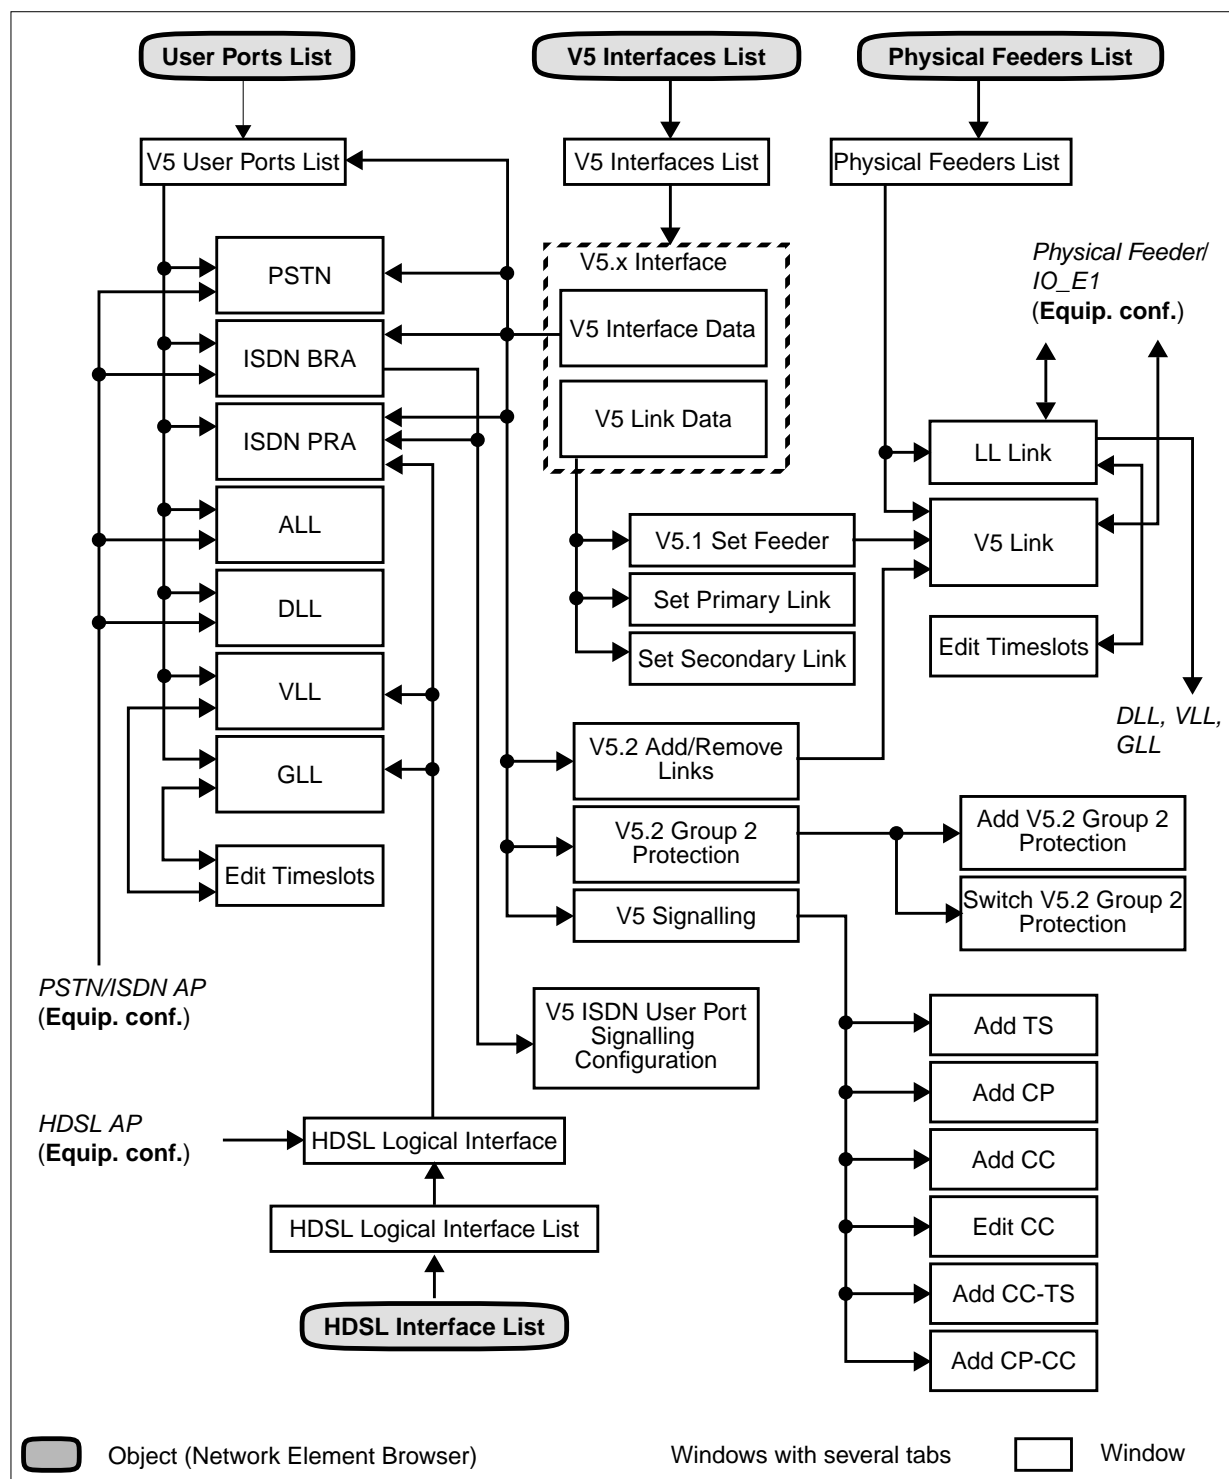 User Ports List
V5 Interfaces List
Physical Feeders List
V5 User Ports List
V5 Interfaces List
Physical Feeders List
PSTN
ISDN BRA
ISDN PRA
ALL
DLL
VLL
GLL
Edit Timeslots
V5.x Interface
V5 Interface Data
V5 Link Data
Physical Feeder/
IO_E1
(Equip. conf.)
LL Link
V5 Link
Edit Timeslots
V5.1 Set Feeder
Set Primary Link
Set Secondary Link
DLL, VLL,
GLL
V5.2 Add/Remove
Links
V5.2 Group 2
Protection
V5 Signalling
Add V5.2 Group 2
Protection
Switch V5.2 Group 2
Protection
PSTN/ISDN AP
(Equip. conf.)
V5 ISDN User Port
Signalling
Configuration
Add TS
Add CP
Add CC
Edit CC
Add CC-TS
Add CP-CC
HDSL AP
(Equip. conf.)
HDSL Logical Interface
HDSL Logical Interface List
HDSL Interface List
Object (Network Element Browser)
Windows with several tabs
Window